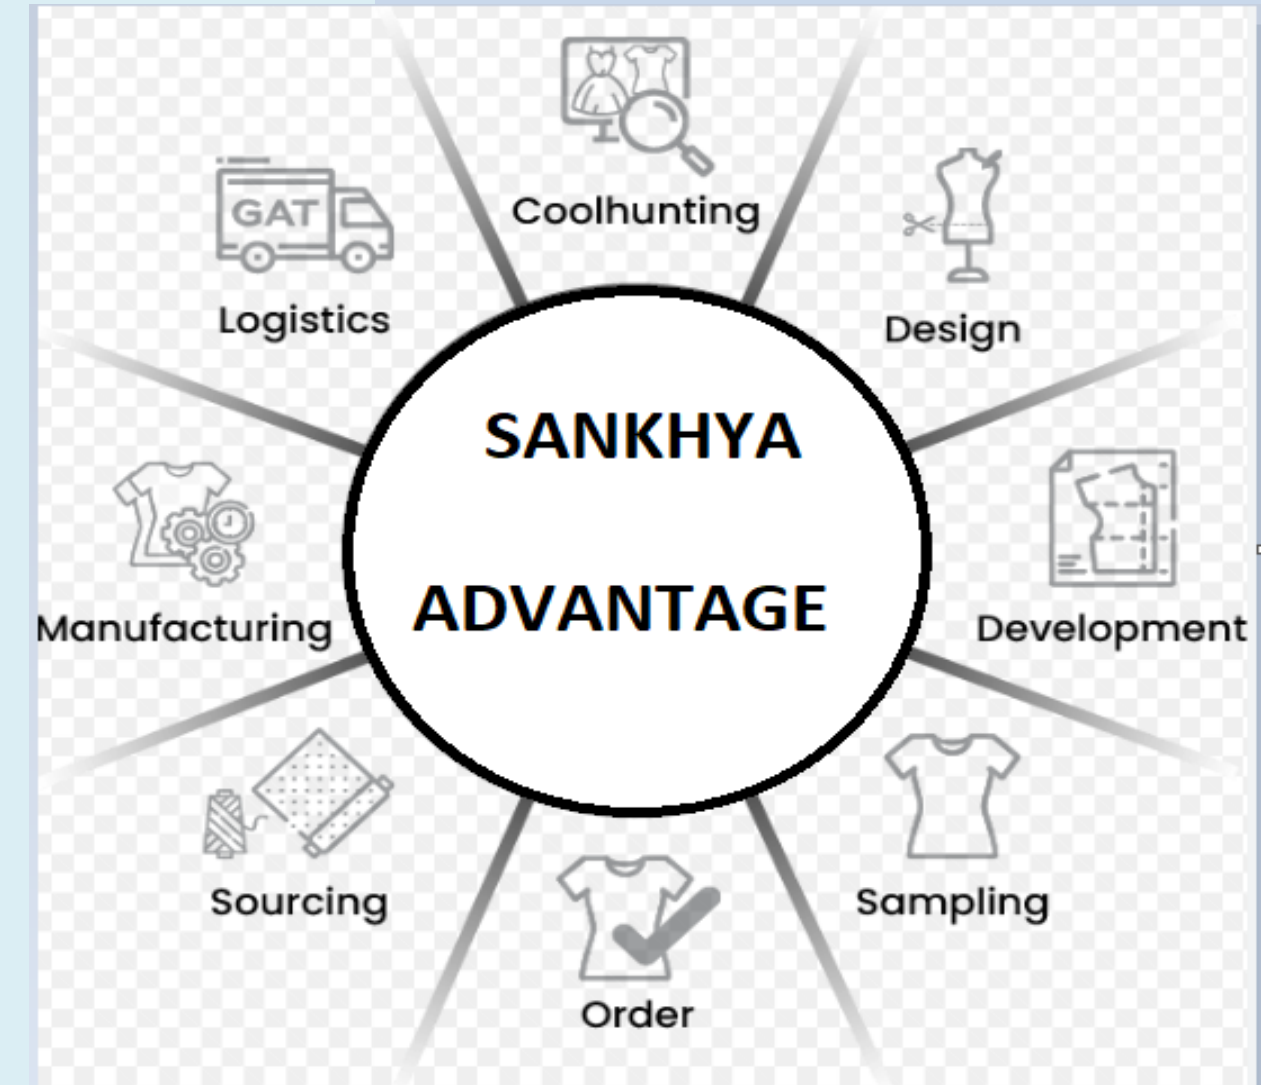 Coolhunting
GAT
Logistics
Design
SANKHYA
ADVANTAGE
Manufacturing
Development
Sourcing
Sampling
Order